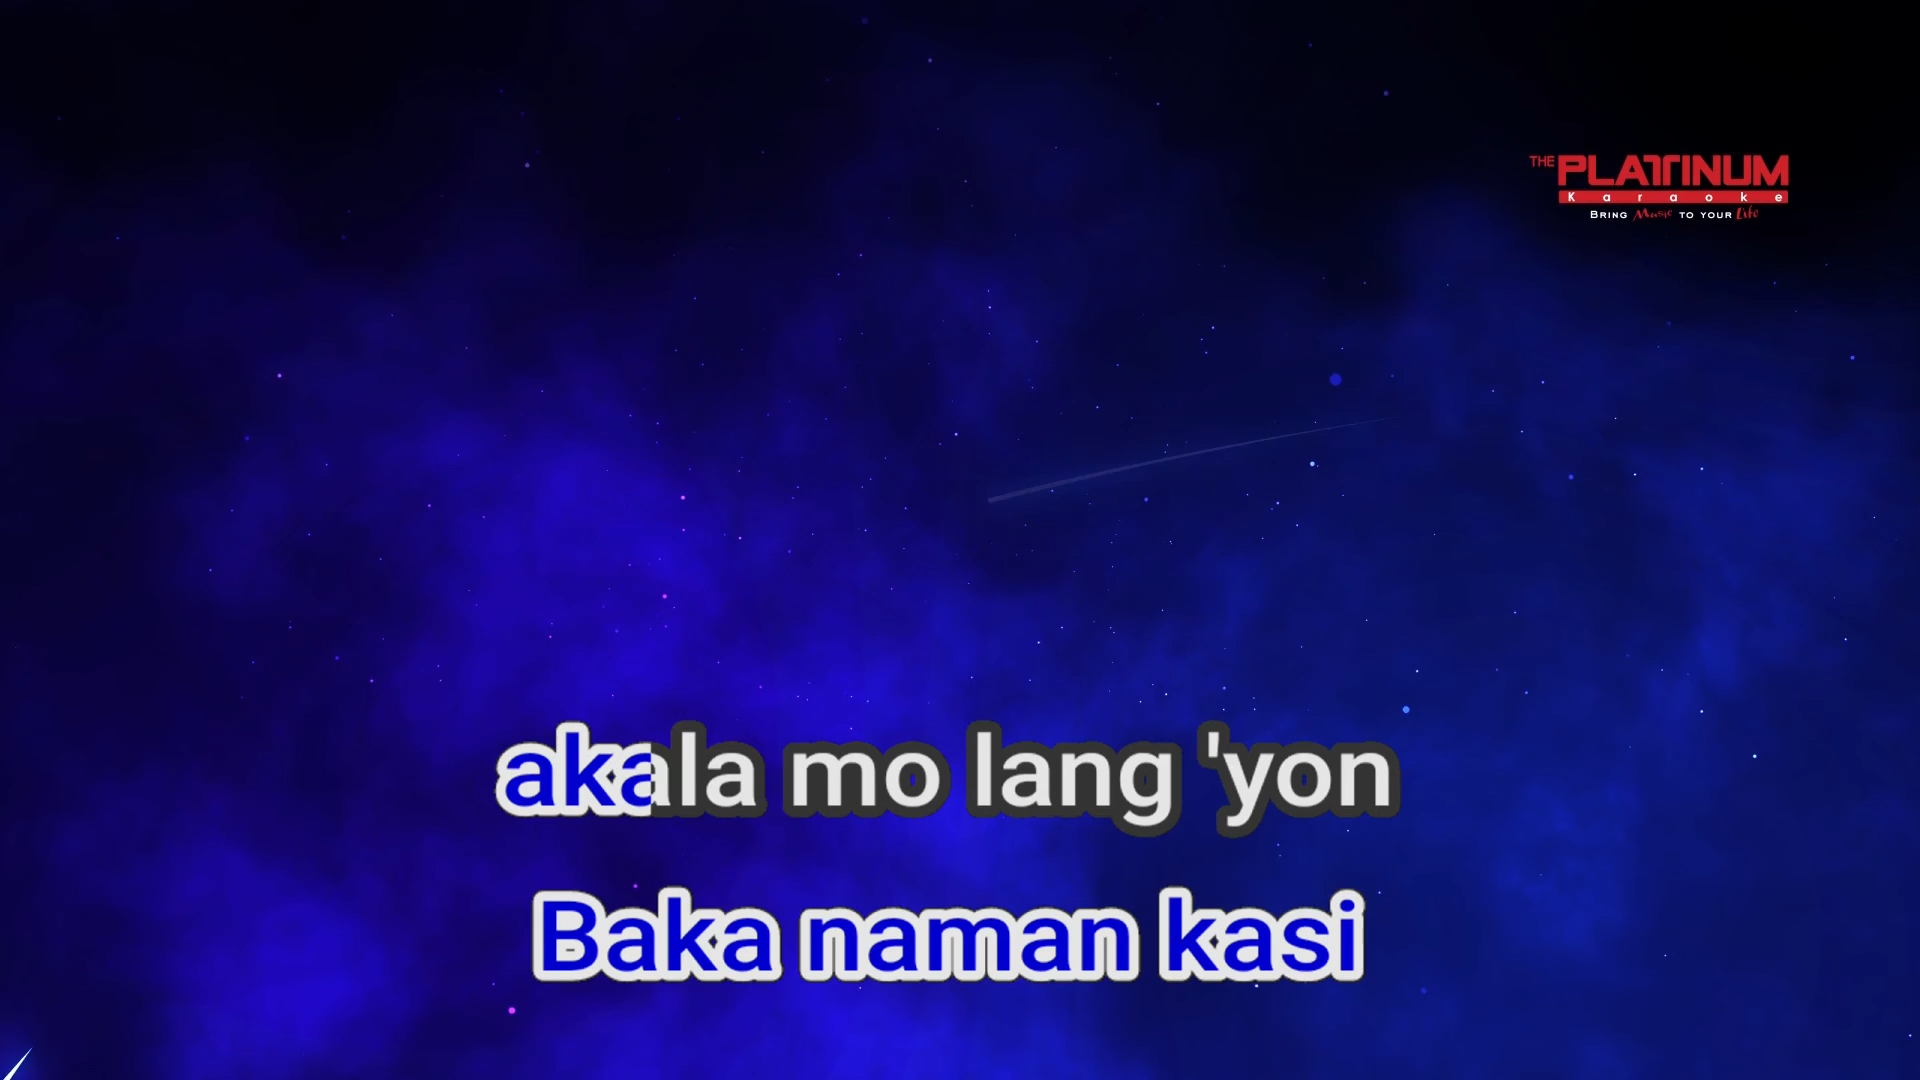 THE PLATINUM
Karaoke
BRING Music TO YOUR Life
akala mo lang 'yon
Baka naman kasi